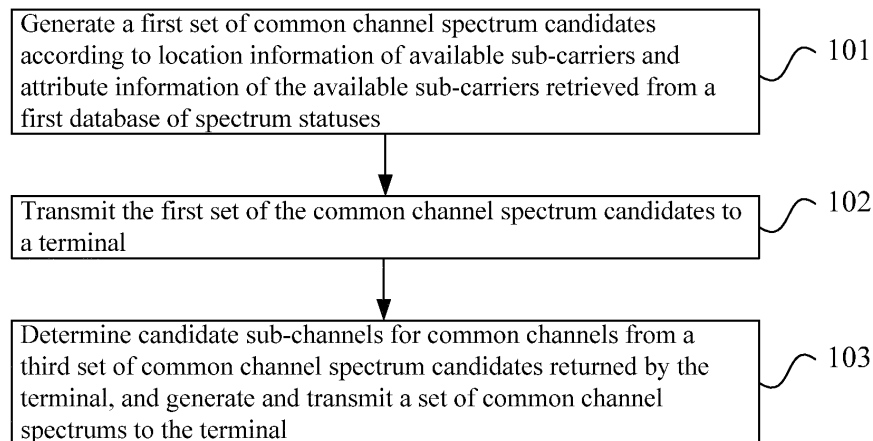 Generate a first set of common channel spectrum candidates
according to location information of available sub-carriers and
attribute information of the available sub-carriers retrieved from a
first database of spectrum statuses
101
Transmit the first set of the common channel spectrum candidates to
a terminal
102
Determine candidate sub-channels for common channels from a
third set of common channel spectrum candidates returned by the
terminal, and generate and transmit a set of common channel
spectrums to the terminal
103